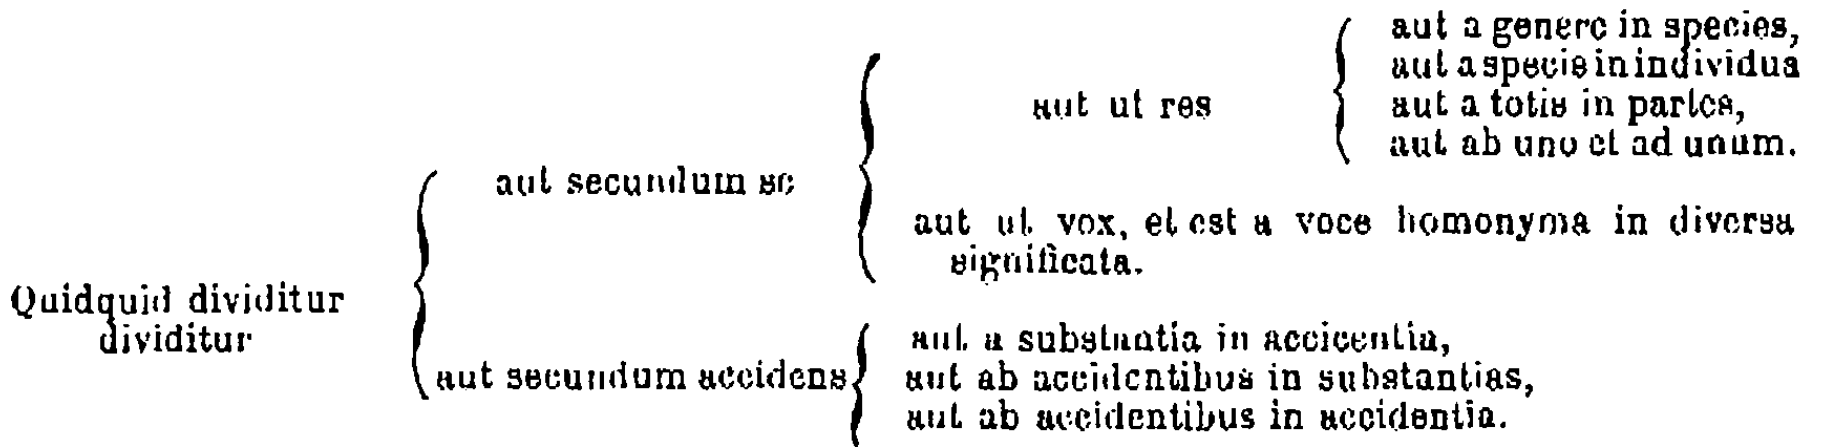 Quidquid dividitur
dividitur
aut secundum se
aut ut res
aut a genere in species,
aut a specie in individua
aut a totis in partes,
aut ab uno et ad unum.
aut ut vox, et est a voce homonyma in diversa
significata.
aut secundum accidens
aut a substantia in accicentia,
aut ab accidentibus in substantias,
aut ab accidentibus in accidentia.